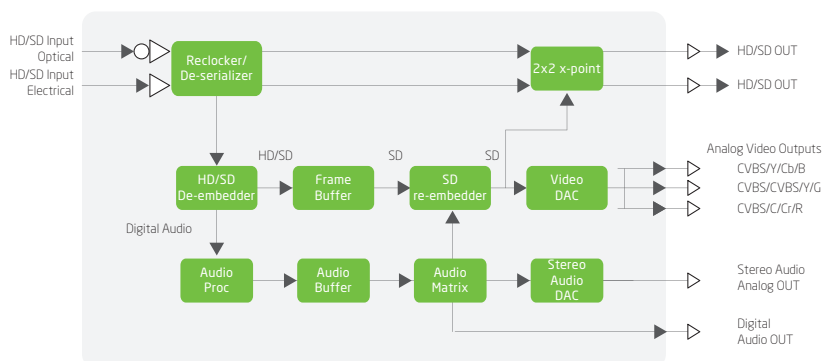 HD/SD Input
Optical
HD/SD Input
Electrical
Reclocker/
De-serializer
2x2 x-point
HD/SD OUT
HD/SD OUT
HD/SD
SD
SD
HD/SD
De-embedder
Frame
Buffer
SD
re-embedder
Video
DAC
Analog Video Outputs
CVBS/Y/Cb/B
CVBS/CVBS/Y/G
CVBS/C/Cr/R
Digital Audio
Audio
Proc
Audio
Buffer
Audio
Matrix
Stereo
Audio
DAC
Stereo Audio
Analog OUT
Digital
Audio OUT